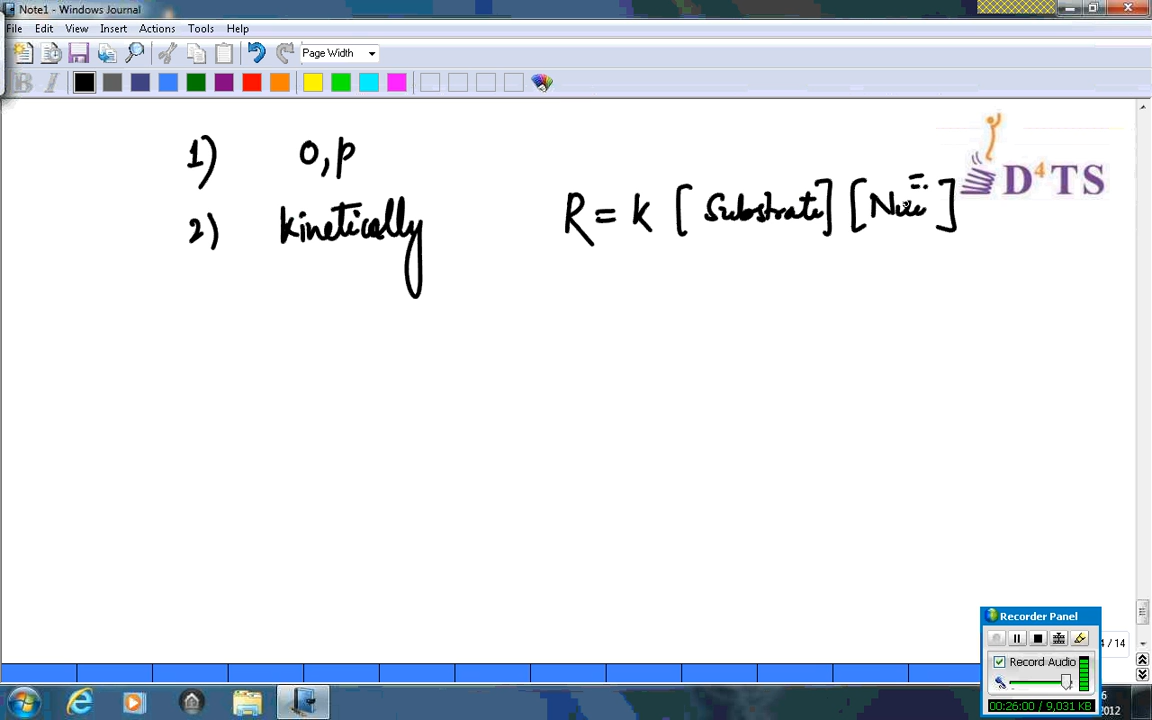 Note1 - Windows Journal
File Edit View Insert Actions Tools Help
Page Width
B I
D4TS
1) o,p
2) kinetically
R = k [Substrate] [
Recorder Panel
4 / 14
Record Audio
00:26:00 / 9,031 KB
2012